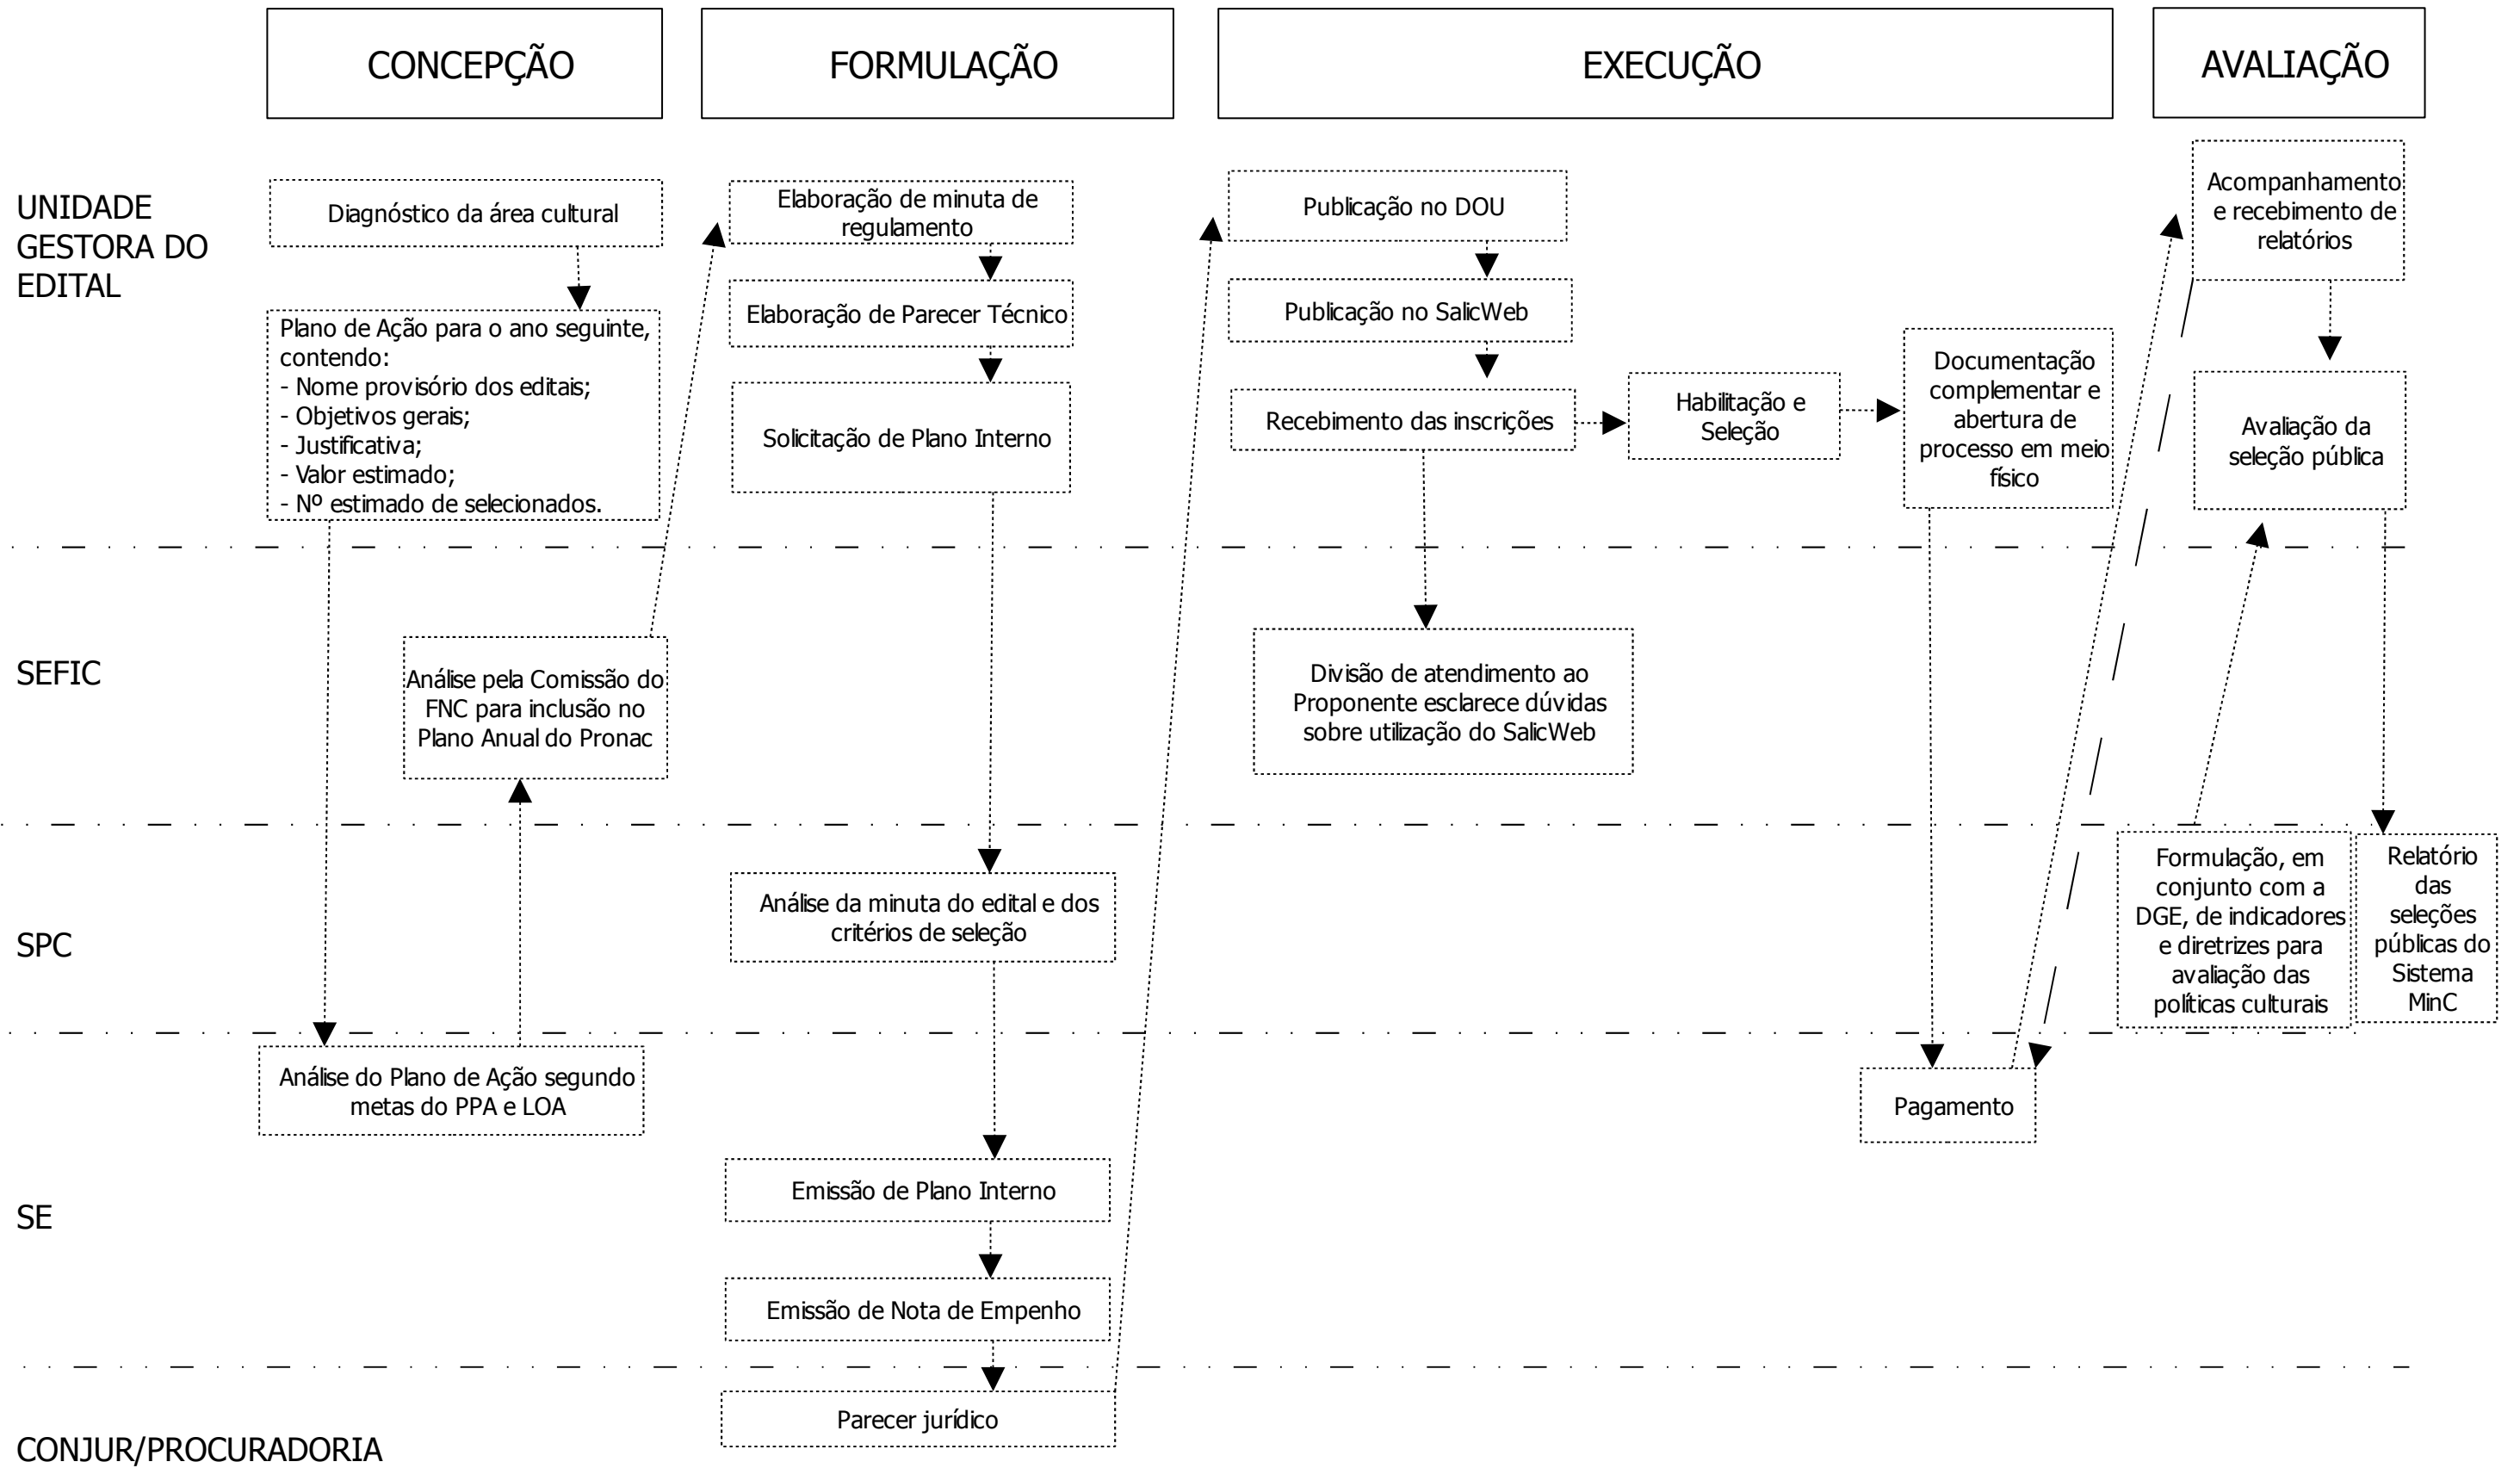 CONCEPÇÃO
FORMULAÇÃO
EXECUÇÃO
AVALIAÇÃO
UNIDADE
GESTORA DO
EDITAL
Diagnóstico da área cultural
Plano de Ação para o ano seguinte,
contendo:
- Nome provisório dos editais;
- Objetivos gerais;
- Justificativa;
- Valor estimado;
- Nº estimado de selecionados.
Elaboração de minuta de
regulamento
Elaboração de Parecer Técnico
Solicitação de Plano Interno
Publicação no DOU
Publicação no SalicWeb
Recebimento das inscrições
Habilitação e
Seleção
Documentação
complementar e
abertura de
processo em meio
físico
Acompanhamento
e recebimento de
relatórios
Avaliação da
seleção pública
SEFIC
Análise pela Comissão do
FNC para inclusão no
Plano Anual do Pronac
Divisão de atendimento ao
Proponente esclarece dúvidas
sobre utilização do SalicWeb
SPC
Análise da minuta do edital e dos
critérios de seleção
Formulação, em
conjunto com a
DGE, de indicadores
e diretrizes para
avaliação das
políticas culturais
Relatório
das
seleções
públicas do
Sistema
MinC
SE
Análise do Plano de Ação segundo
metas do PPA e LOA
Emissão de Plano Interno
Emissão de Nota de Empenho
Pagamento
CONJUR/PROCURADORIA
Parecer jurídico